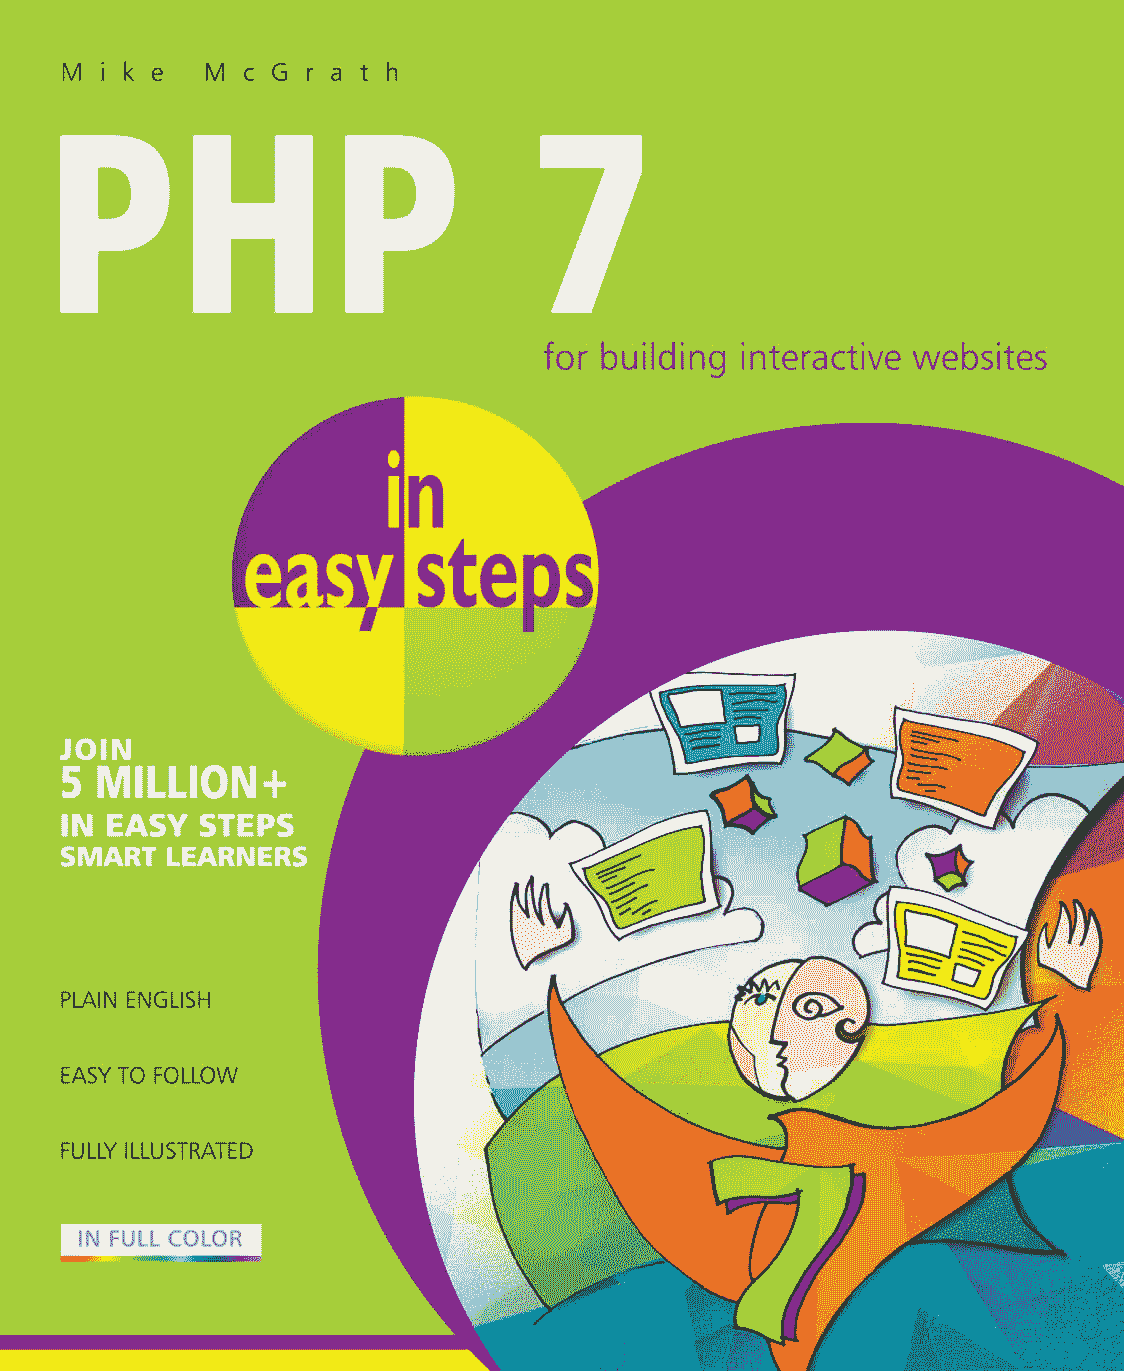 Mike McGrath
PHP 7
for building interactive websites
in
easy steps
JOIN
5 MILLION+
IN EASY STEPS
SMART LEARNERS
PLAIN ENGLISH
EASY TO FOLLOW
FULLY ILLUSTRATED
IN FULL COLOR
7